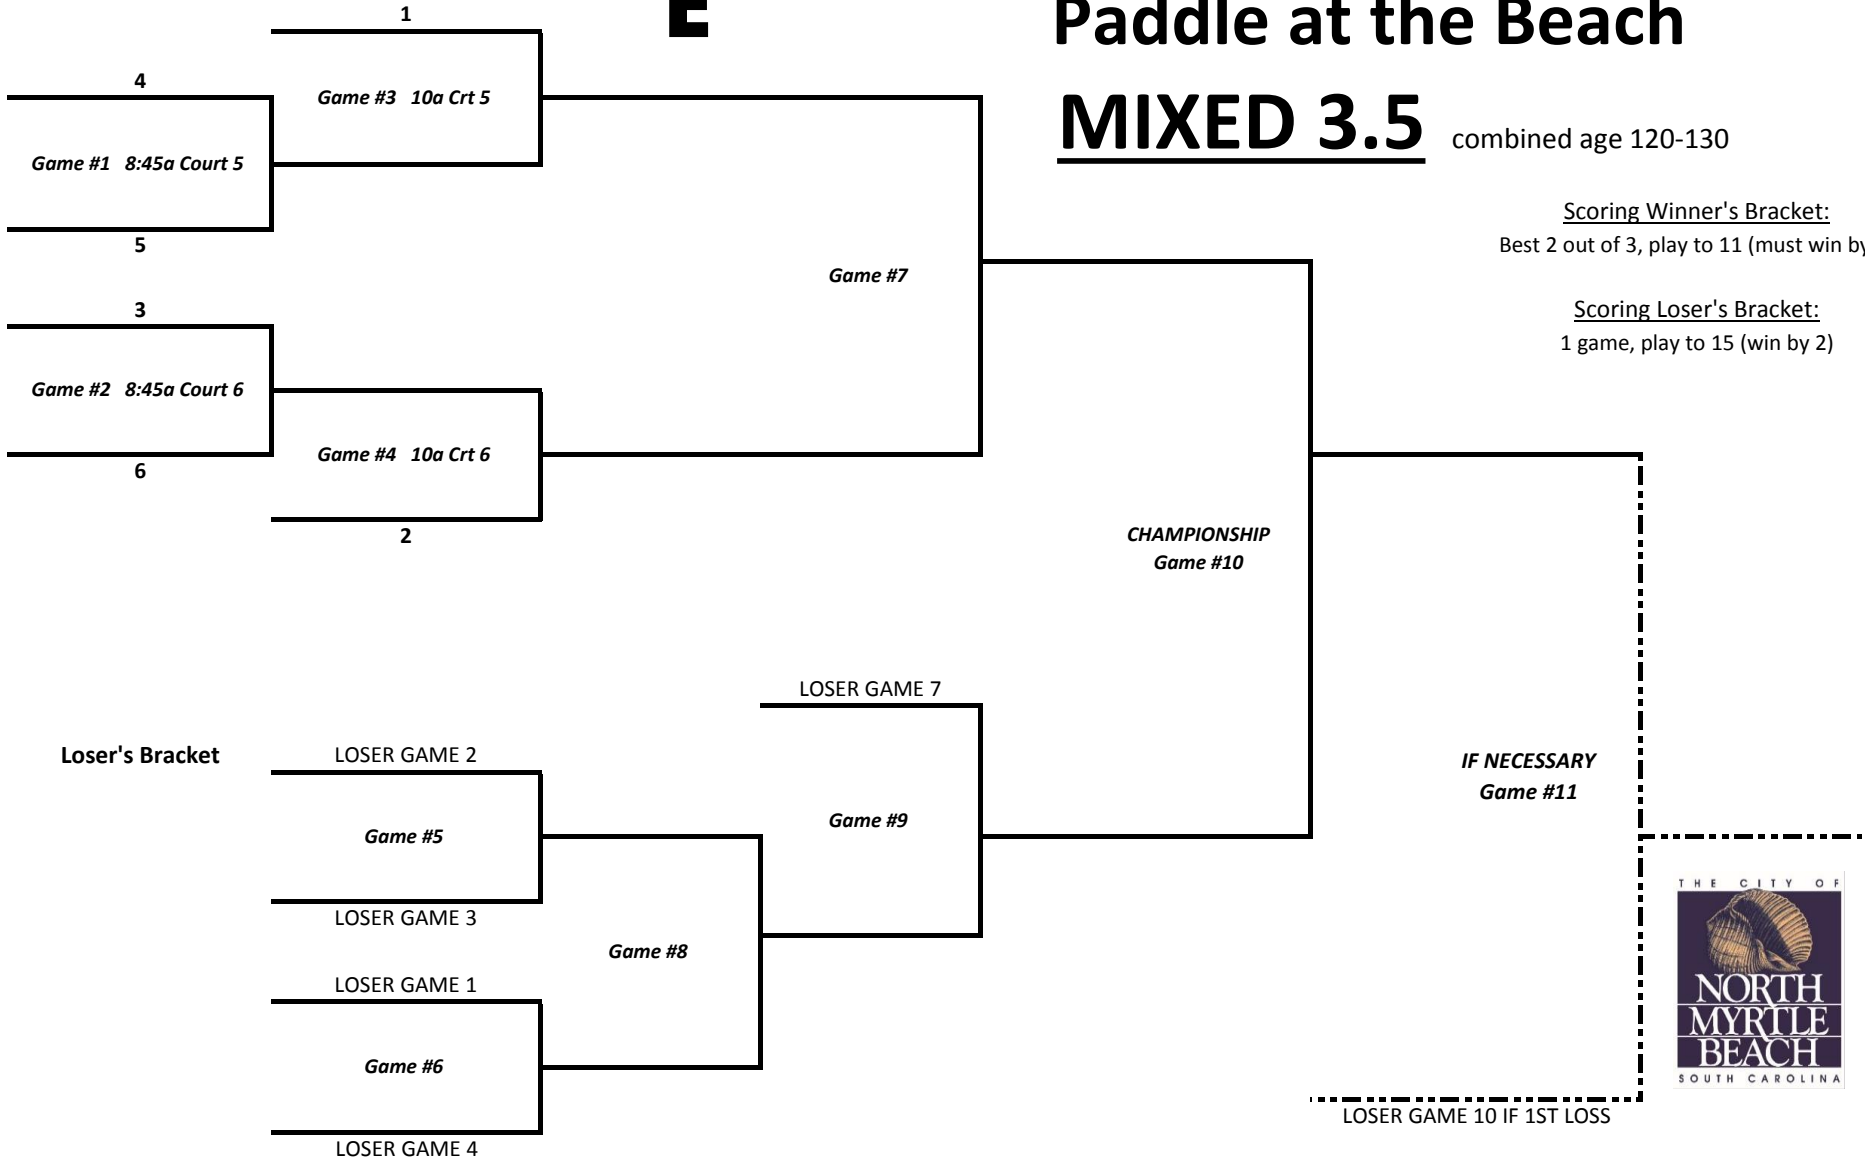 E
Paddle at the Beach
MIXED 3.5 combined age 120-130
Scoring Winner's Bracket:
Best 2 out of 3, play to 11 (must win by
Scoring Loser's Bracket:
1 game, play to 15 (win by 2)
1
4
Game #3 10a Crt 5
Game #1 8:45a Court 5
5
Game #7
3
Game #2 8:45a Court 6
Game #4 10a Crt 6
6
2
CHAMPIONSHIP
Game #10
LOSER GAME 7
Loser's Bracket
LOSER GAME 2
IF NECESSARY
Game #11
Game #9
Game #5
LOSER GAME 3
Game #8
LOSER GAME 1
Game #6
LOSER GAME 4
LOSER GAME 10 IF 1ST LOSS
THE CITY OF
NORTH
MYRTLE
BEACH
SOUTH CAROLINA